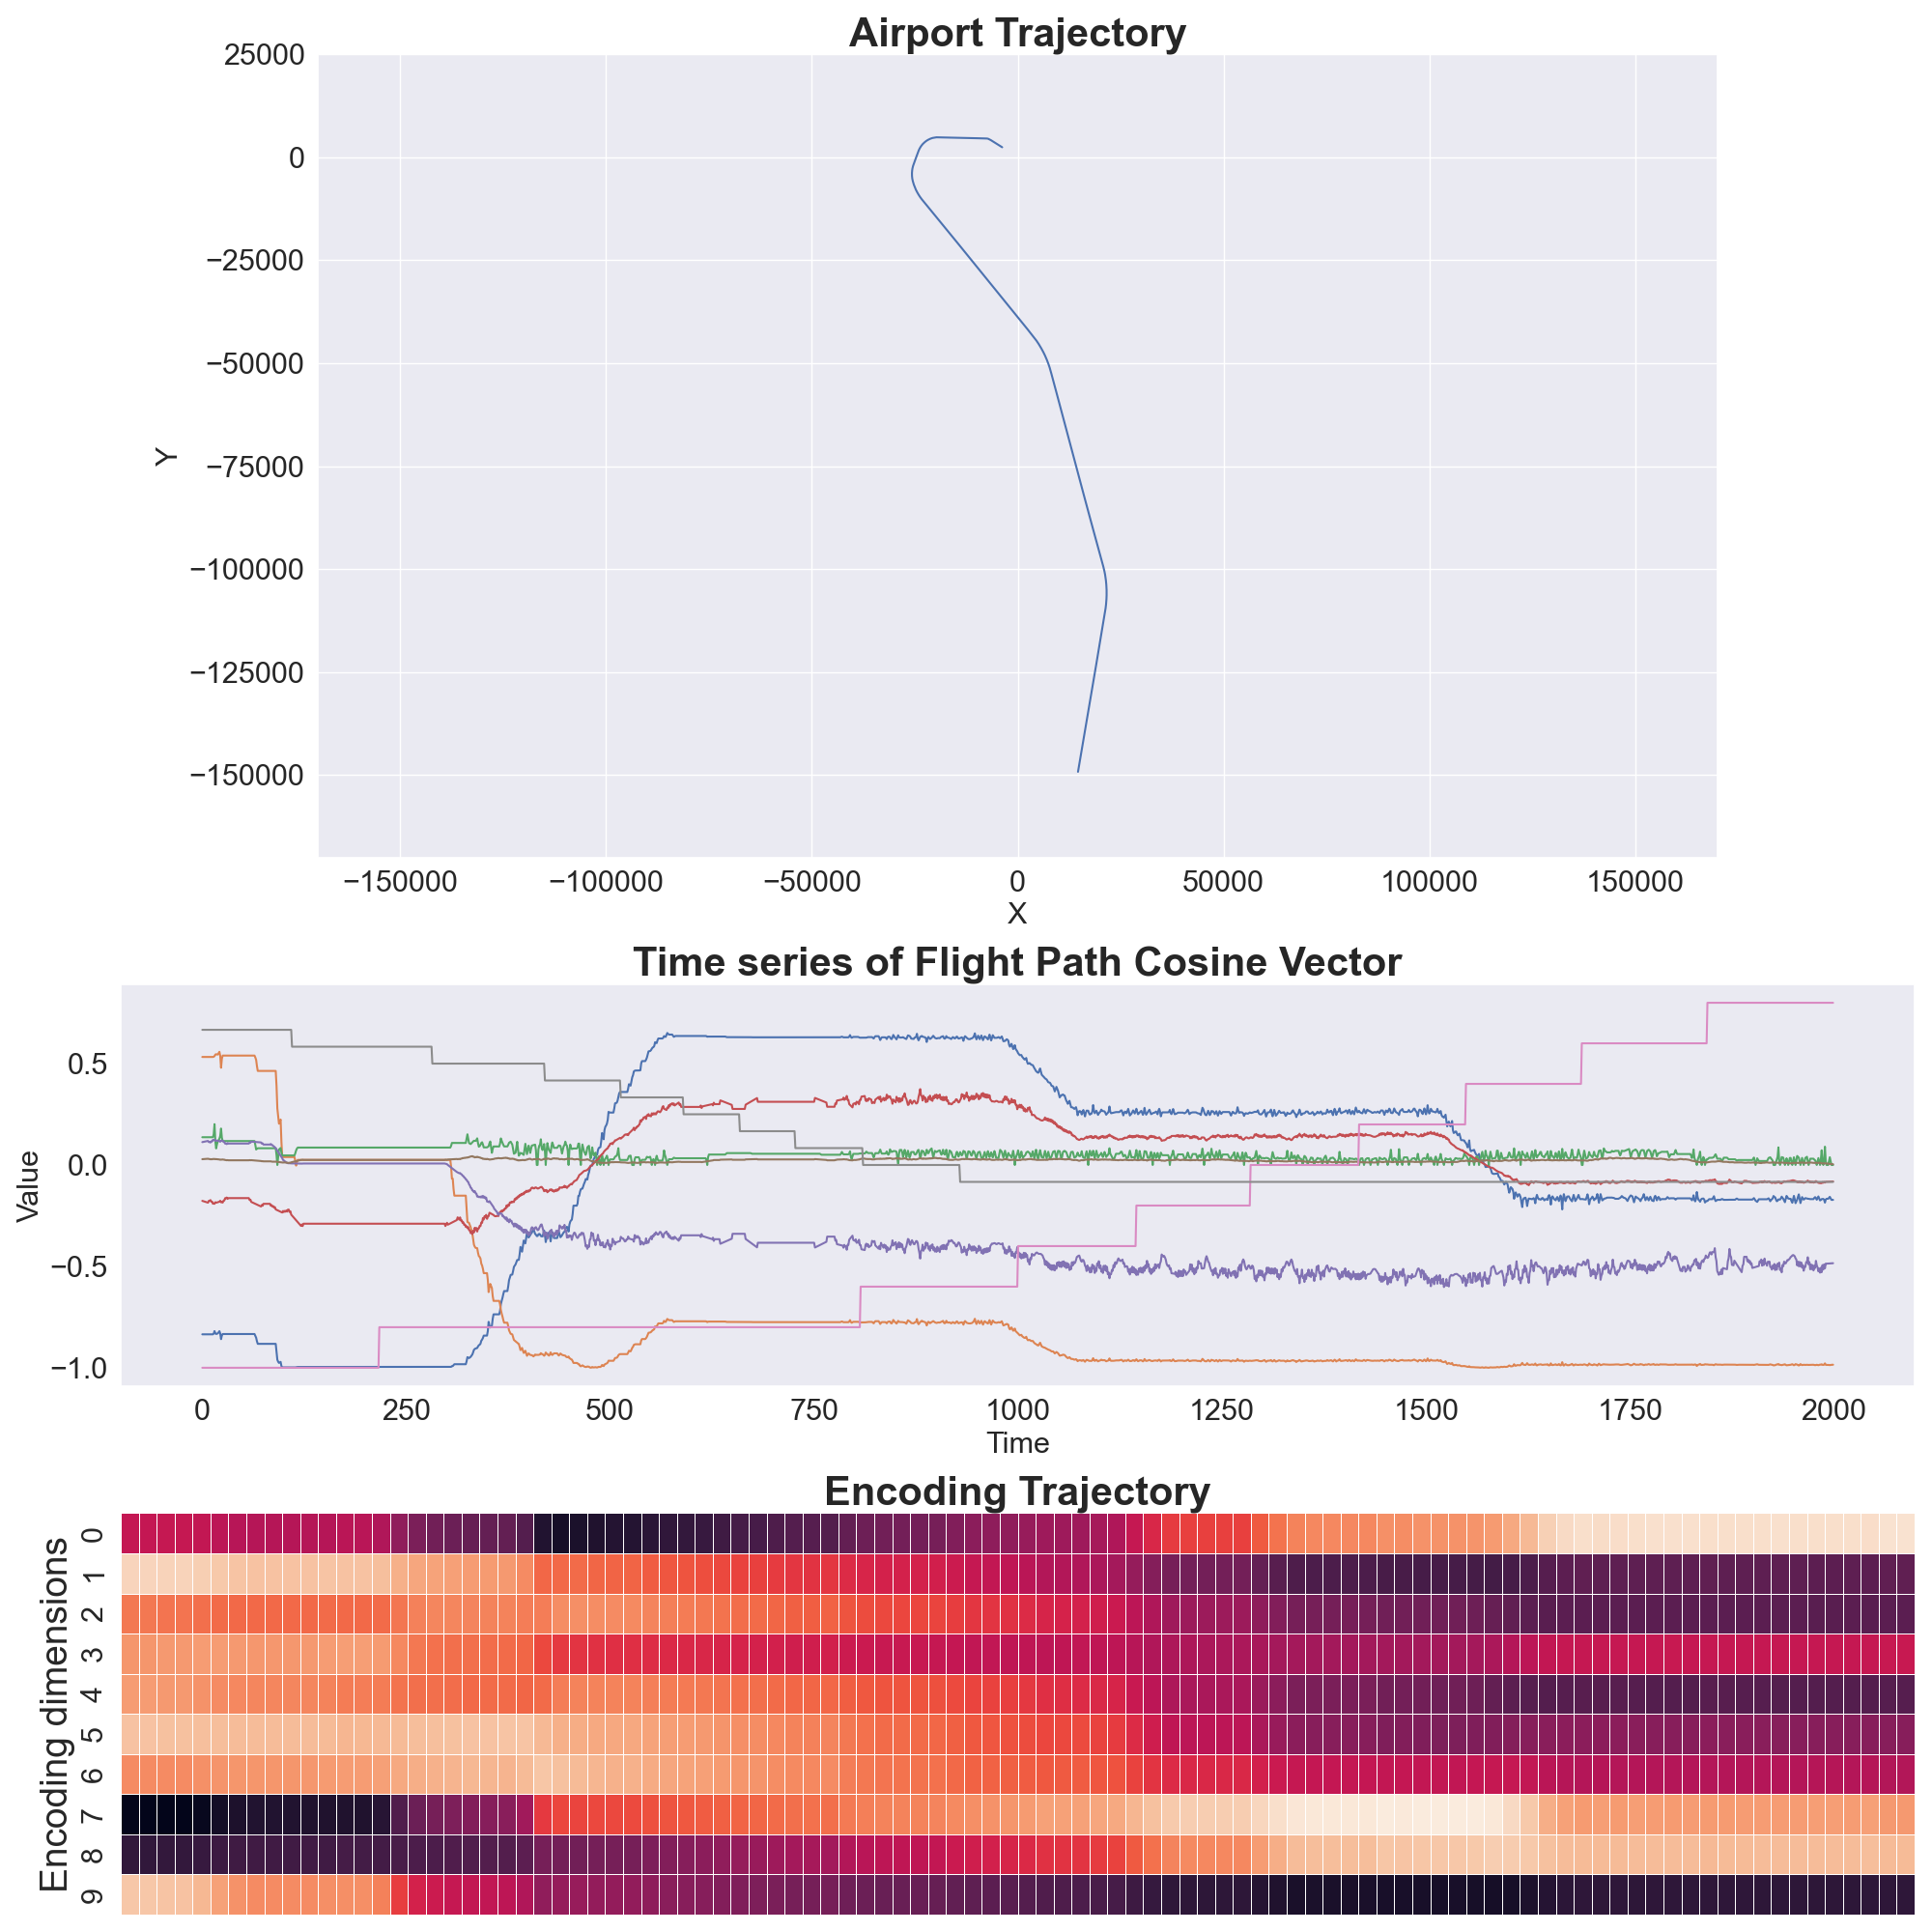 Airport Trajectory
25000
0
−25000
−50000
−75000
−100000
−125000
−150000
Y
−150000 −100000 −50000 0 50000 100000 150000
X
Time series of Flight Path Cosine Vector
0.5
0.0
−0.5
−1.0
Value
0 250 500 750 1000 1250 1500 1750 2000
Time
Encoding Trajectory
Encoding dimensions
0
1
2
3
4
5
6
7
8
9